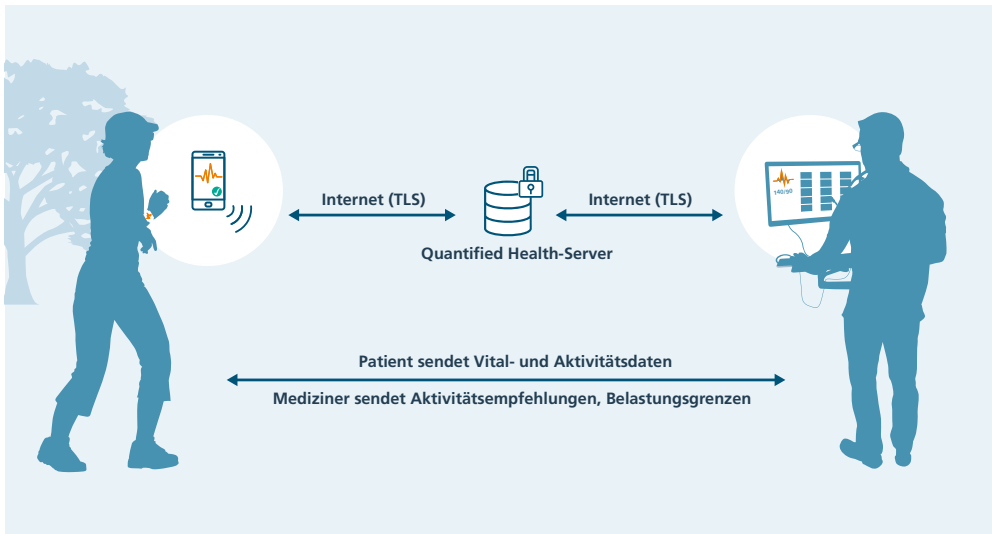 Internet (TLS)
Internet (TLS)
140/90
Quantified Health-Server
Patient sendet Vital- und Aktivitätsdaten
Mediziner sendet Aktivitätsempfehlungen, Belastungsgrenzen